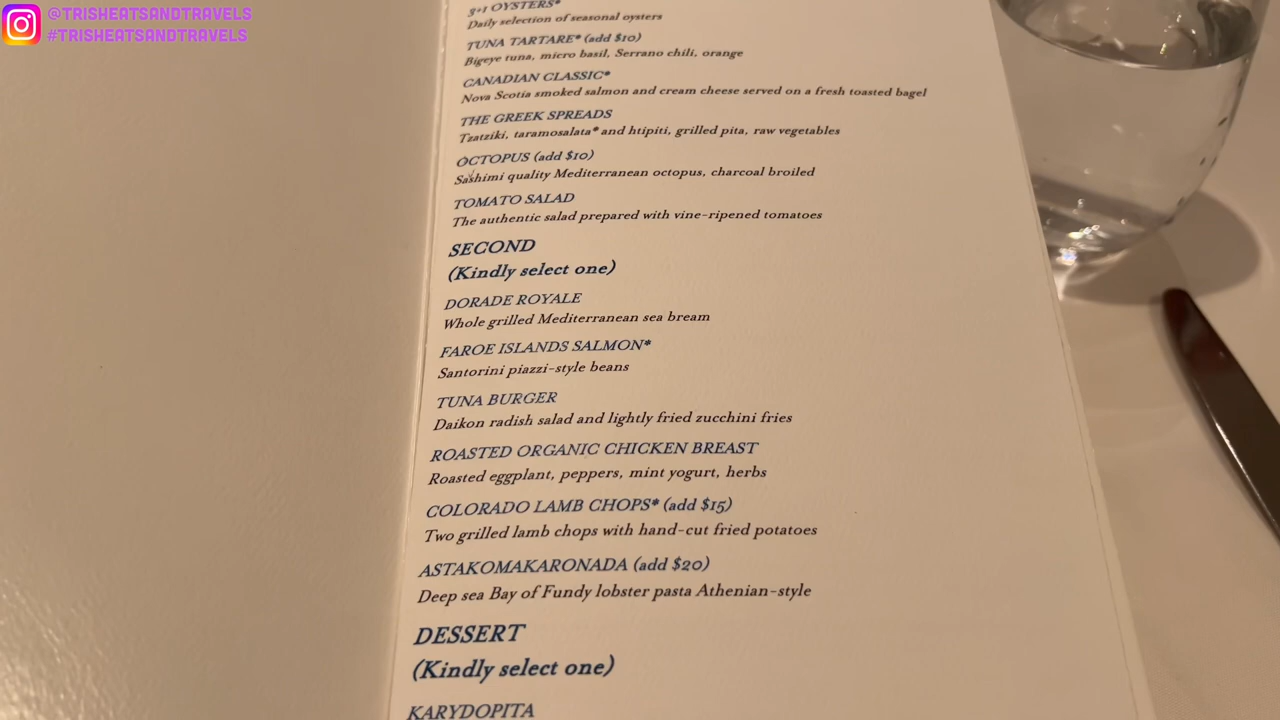 @TRISHEATSANDTRAVELS
#TRISHEATSANDTRAVELS
3+1 OYSTERS*
Daily selection of seasonal oysters
TUNA TARTARE* (add $10)
Bigeye tuna, micro basil, Serrano chili, orange
CANADIAN CLASSIC*
Nova Scotia smoked salmon and cream cheese served on a fresh toasted bagel
THE GREEK SPREADS
Tzatziki, taramosalata* and htipiti, grilled pita, raw vegetables
OCTOPUS (add $10)
Sashimi quality Mediterranean octopus, charcoal broiled
TOMATO SALAD
The authentic salad prepared with vine-ripened tomatoes
SECOND
(Kindly select one)
DORADE ROYALE
Whole grilled Mediterranean sea bream
FAROE ISLANDS SALMON*
Santorini piazzi-style beans
TUNA BURGER
Daikon radish salad and lightly fried zucchini fries
ROASTED ORGANIC CHICKEN BREAST
Roasted eggplant, peppers, mint yogurt, herbs
COLORADO LAMB CHOPS* (add $15)
Two grilled lamb chops with hand-cut fried potatoes
ASTAKOMAKARONADA (add $20)
Deep sea Bay of Fundy lobster pasta Athenian-style
DESSERT
(Kindly select one)
KARYDOPITA